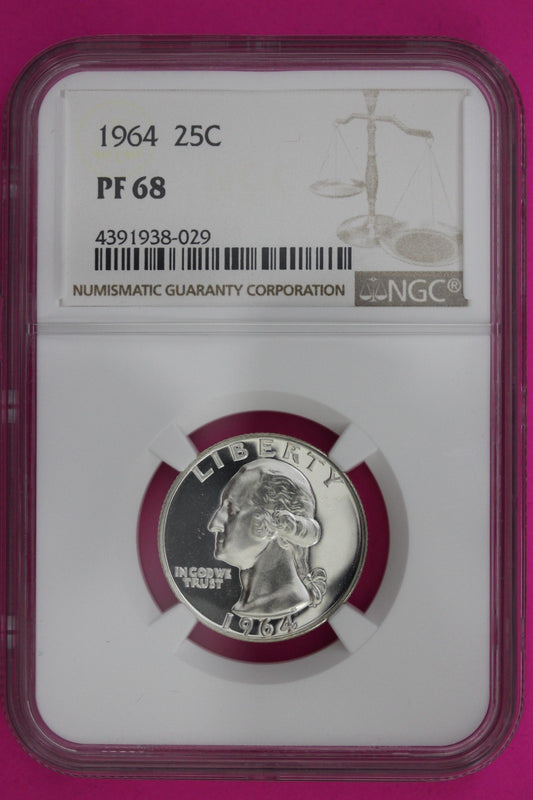 1964 25C
PF 68
4391938-029
NUMISMATIC GUARANTY CORPORATION
NGC®
LIBERTY
IN GOD WE
TRUST
1964